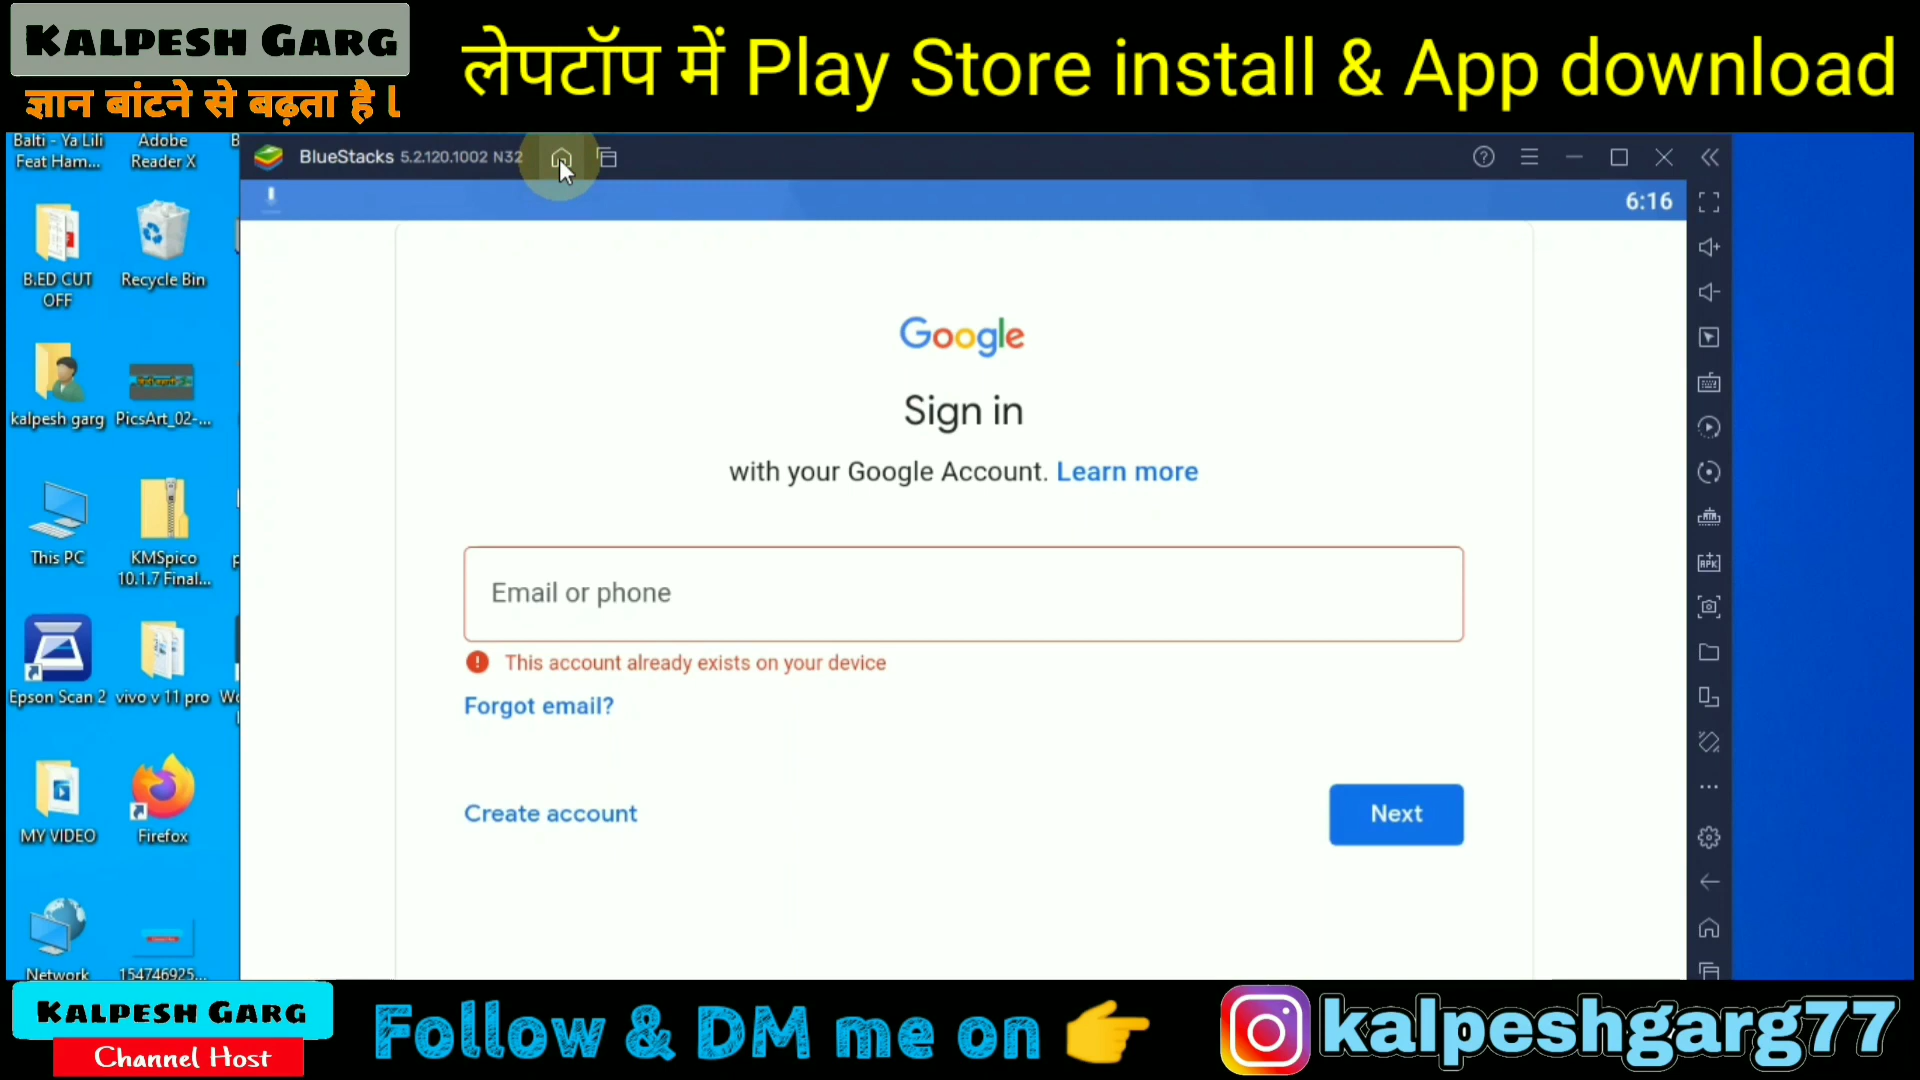 KALPESH GARG
ज्ञान बांटने से बढ़ता है l
लेपटॉप में Play Store install & App download
Balti - Ya Lili
Feat Ham...
Adobe
Reader X
BlueStacks 5.2.120.1002 N32
6:16
B.ED CUT
OFF
Recycle Bin
kalpesh garg
PicsArt_02-...
This PC
KMSpico
10.1.7 Final...
Epson Scan 2
vivo v 11 pro
MY VIDEO
Firefox
Network
154746925...
Google
Sign in
with your Google Account. Learn more
Email or phone
This account already exists on your device
Forgot email?
Create account
Next
APK
KALPESH GARG
Channel Host
Follow & DM me on
kalpeshgarg77